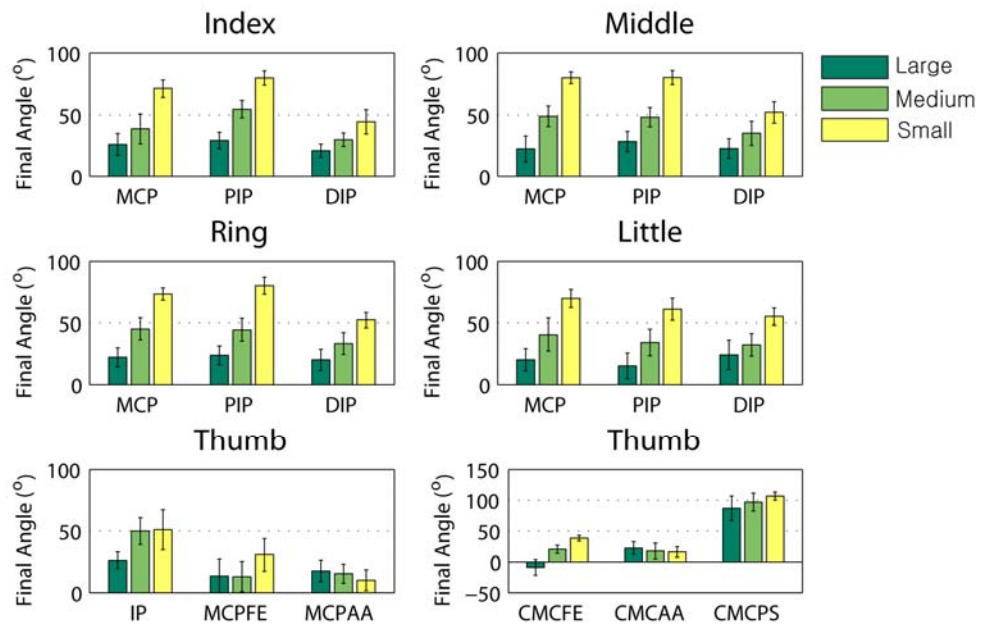 Index
Final Angle (°)
100
50
0
MCP PIP DIP
Middle
Final Angle (°)
100
50
0
MCP PIP DIP
Large
Medium
Small
Ring
Final Angle (°)
100
50
0
MCP PIP DIP
Little
Final Angle (°)
100
50
0
MCP PIP DIP
Thumb
Final Angle (°)
100
50
0
IP MCPFE MCPAA
Thumb
Final Angle (°)
150
100
50
0
−50
CMCFE CMCAA CMCPS